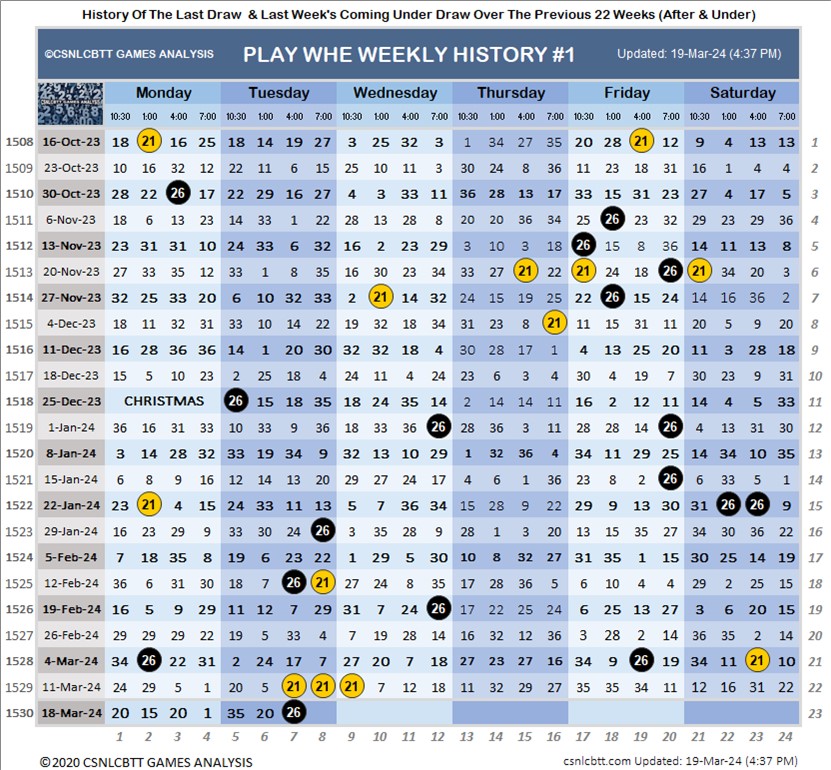 History Of The Last Draw & Last Week's Coming Under Draw Over The Previous 22 Weeks (After & Under)
©CSNLCBTT GAMES ANALYSIS PLAY WHE WEEKLY HISTORY #1 Updated: 19-Mar-24 (4:37 PM)
CSNLCBTT GAMES ANALYSIS Monday Tuesday Wednesday Thursday Friday Saturday
10:30 1:00 4:00 7:00 10:30 1:00 4:00 7:00 10:30 1:00 4:00 7:00 10:30 1:00 4:00 7:00 10:30 1:00 4:00 7:00 10:30 1:00 4:00 7:00
1508 16-Oct-23 18 21 16 25 18 14 19 27 3 25 32 3 1 34 27 35 20 28 21 12 9 4 13 13 1
1509 23-Oct-23 10 16 32 12 22 11 6 15 25 10 11 3 30 24 8 36 11 23 18 31 16 1 4 4 2
1510 30-Oct-23 28 22 26 17 22 29 16 27 4 3 33 11 36 28 13 17 33 15 31 23 27 4 17 5 3
1511 6-Nov-23 18 6 13 23 14 33 1 22 28 13 28 8 20 20 36 34 25 26 23 32 29 23 29 36 4
1512 13-Nov-23 23 31 31 10 24 33 6 32 16 2 23 29 3 10 3 18 26 15 8 36 14 11 13 8 5
1513 20-Nov-23 27 33 35 12 33 1 8 35 16 30 23 34 33 27 21 22 21 24 18 26 21 34 20 3 6
1514 27-Nov-23 32 25 33 20 6 10 32 33 2 21 14 32 24 15 19 25 22 26 15 24 14 16 36 2 7
1515 4-Dec-23 18 11 32 31 33 10 14 22 19 32 18 34 31 23 8 21 11 15 31 11 20 5 9 20 8
1516 11-Dec-23 16 28 36 36 14 1 20 30 32 32 18 4 30 28 17 1 4 13 25 20 11 3 28 18 9
1517 18-Dec-23 15 5 10 23 2 25 18 4 24 11 4 24 23 6 3 4 30 4 19 7 30 23 9 31 10
1518 25-Dec-23 CHRISTMAS 26 15 18 35 18 24 35 14 2 14 14 11 16 2 12 11 14 4 5 33 11
1519 1-Jan-24 36 16 31 33 10 33 9 36 18 33 36 26 28 36 3 11 28 28 14 26 4 13 31 30 12
1520 8-Jan-24 3 14 28 32 33 19 34 9 32 13 10 29 1 32 36 4 34 11 29 25 14 34 10 35 13
1521 15-Jan-24 6 8 9 16 12 13 14 20 29 27 24 17 4 6 1 36 23 8 2 26 6 33 5 1 14
1522 22-Jan-24 23 21 4 15 24 33 11 13 5 7 36 34 15 28 9 22 29 9 13 30 31 26 26 9 15
1523 29-Jan-24 16 23 29 9 33 30 24 26 3 35 28 9 28 1 3 20 13 15 35 27 34 30 36 22 16
1524 5-Feb-24 7 18 35 8 19 6 23 22 1 29 5 30 10 8 32 27 31 35 1 15 30 25 14 19 17
1525 12-Feb-24 36 6 31 30 18 7 26 21 27 24 8 35 17 28 36 5 6 10 4 4 29 2 25 15 18
1526 19-Feb-24 16 5 9 29 11 12 7 29 31 7 24 26 17 22 25 24 6 25 13 27 3 6 20 15 19
1527 26-Feb-24 29 29 29 22 19 5 33 4 7 19 28 14 16 32 12 36 3 28 2 14 36 35 2 14 20
1528 4-Mar-24 34 26 22 31 2 24 17 7 27 20 7 18 27 23 27 16 34 9 26 19 34 11 21 10 21
1529 11-Mar-24 24 29 5 1 20 5 21 21 21 7 12 18 11 32 29 27 35 35 34 11 12 16 31 22 22
1530 18-Mar-24 20 15 20 1 35 20 26 23
1 2 3 4 5 6 7 8 9 10 11 12 13 14 15 16 17 18 19 20 21 22 23 24
©2020 CSNLCBTT GAMES ANALYSIS csnlcbtt.com Updated: 19-Mar-24 (4:37 PM)